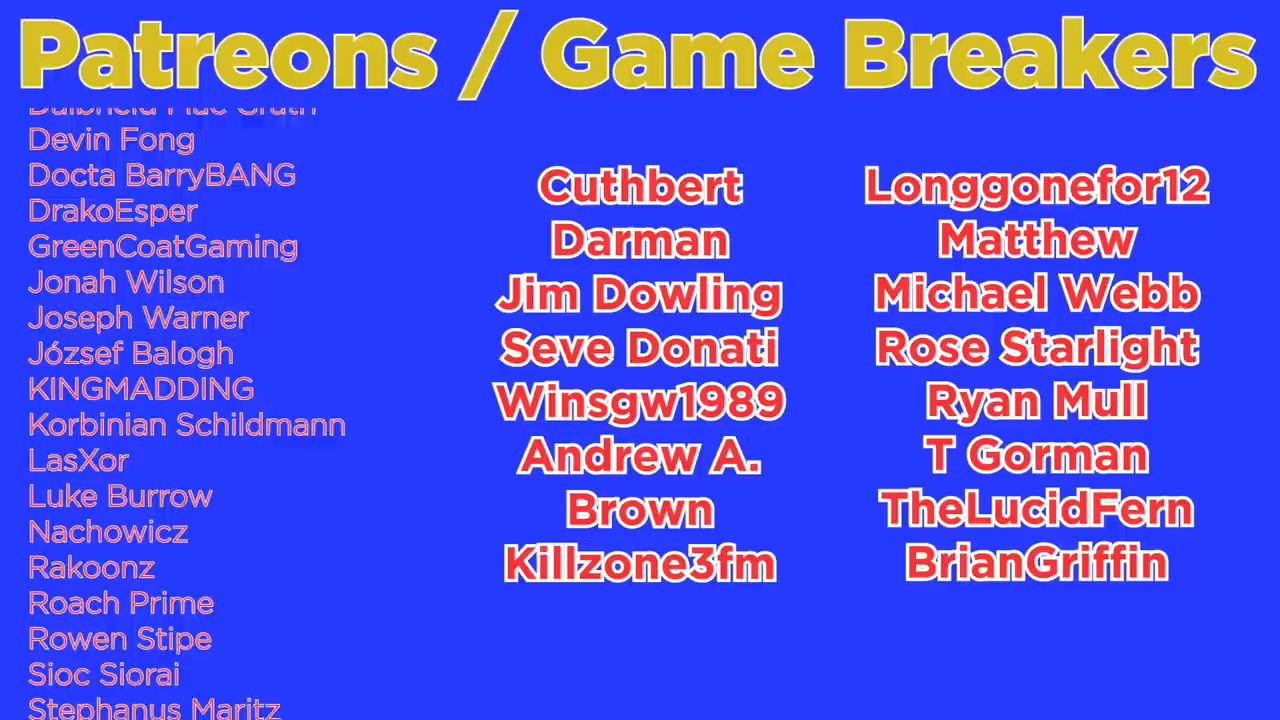 Patreons / Game Breakers
Devin Fong
Docta BarryBANG
DrakoEsper
GreenCoatGaming
Jonah Wilson
Joseph Warner
József Balogh
KINGMADDING
Korbinian Schildmann
LasXor
Luke Burrow
Nachowicz
Rakoonz
Roach Prime
Rowen Stipe
Sioc Siorai
Stephanus Maritz
Cuthbert
Darman
Jim Dowling
Seve Donati
Winsgw1989
Andrew A.
Brown
Killzone3fm
Longgonefor12
Matthew
Michael Webb
Rose Starlight
Ryan Mull
T Gorman
TheLucidFern
BrianGriffin